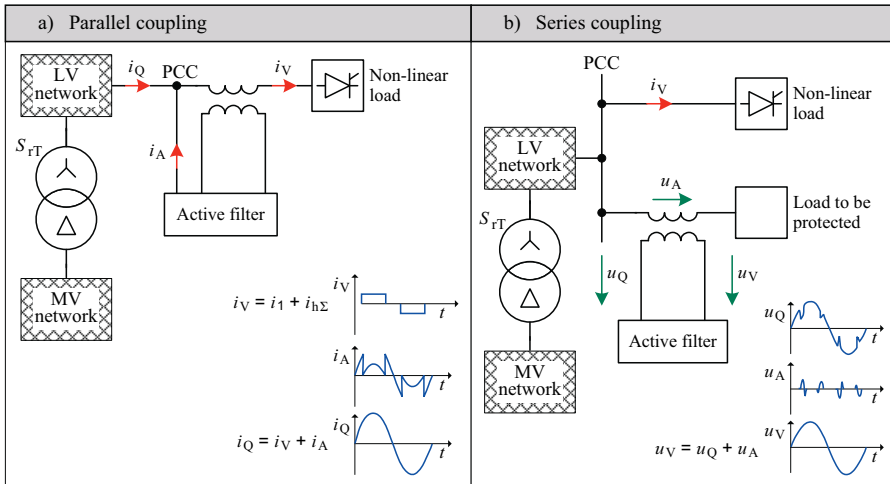 a) Parallel coupling
LV network
i_Q
PCC
i_V
Non-linear load
i_A
S_rT
Active filter
MV network
i_V = i_1 + i_hΣ
i_V
t
i_A
t
i_Q = i_V + i_A
i_Q
t
b) Series coupling
PCC
i_V
Non-linear load
LV network
u_A
Load to be protected
S_rT
u_Q
u_V
Active filter
MV network
u_Q
t
u_A
t
u_V = u_Q + u_A
u_V
t